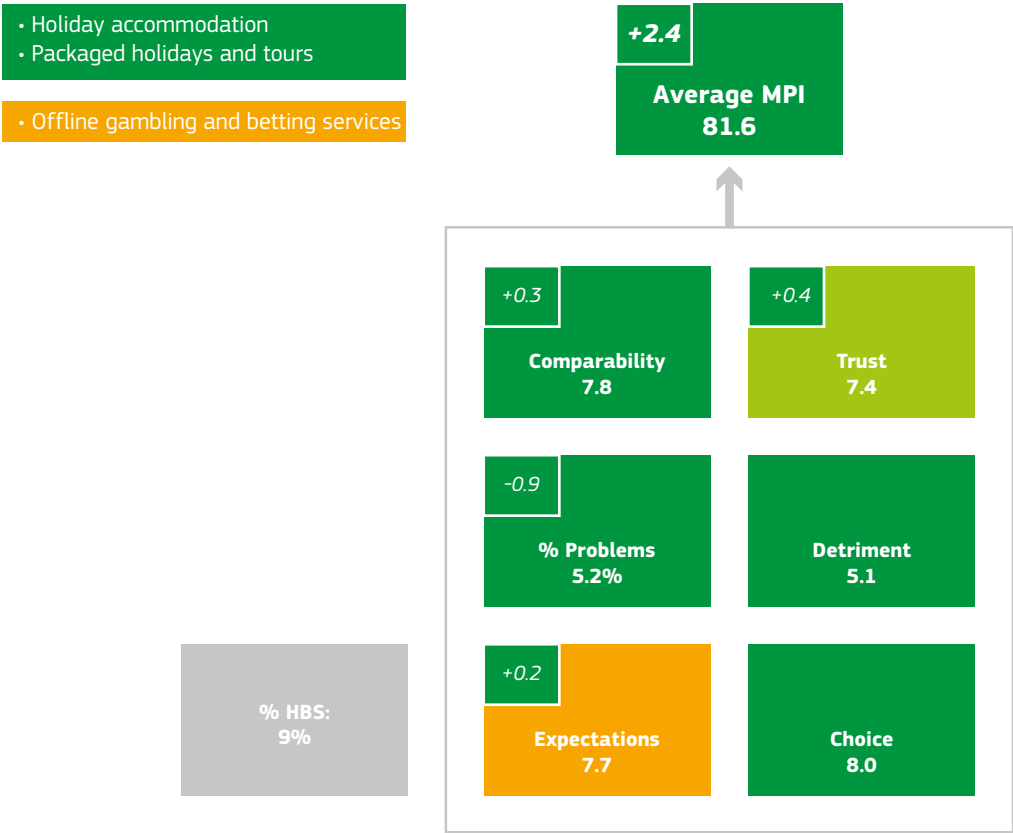 • Holiday accommodation
• Packaged holidays and tours
• Offline gambling and betting services
+2.4
Average MPI
81.6
+0.3
Comparability
7.8
+0.4
Trust
7.4
-0.9
% Problems
5.2%
Detriment
5.1
% HBS:
9%
+0.2
Expectations
7.7
Choice
8.0